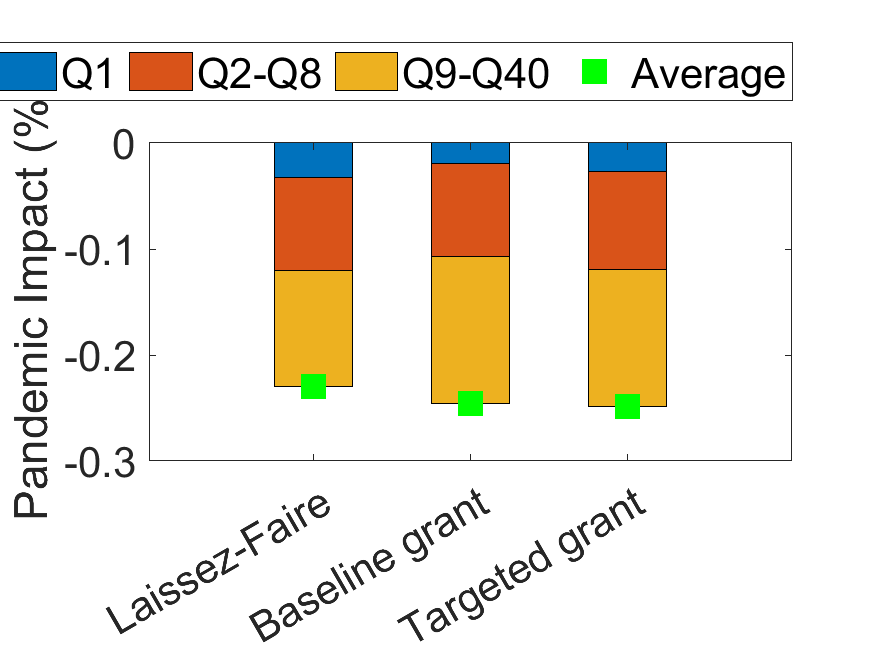 Q1 Q2-Q8 Q9-Q40 Average
Pandemic Impact (%
0
-0.1
-0.2
-0.3
Laissez-Faire
Baseline grant
Targeted grant